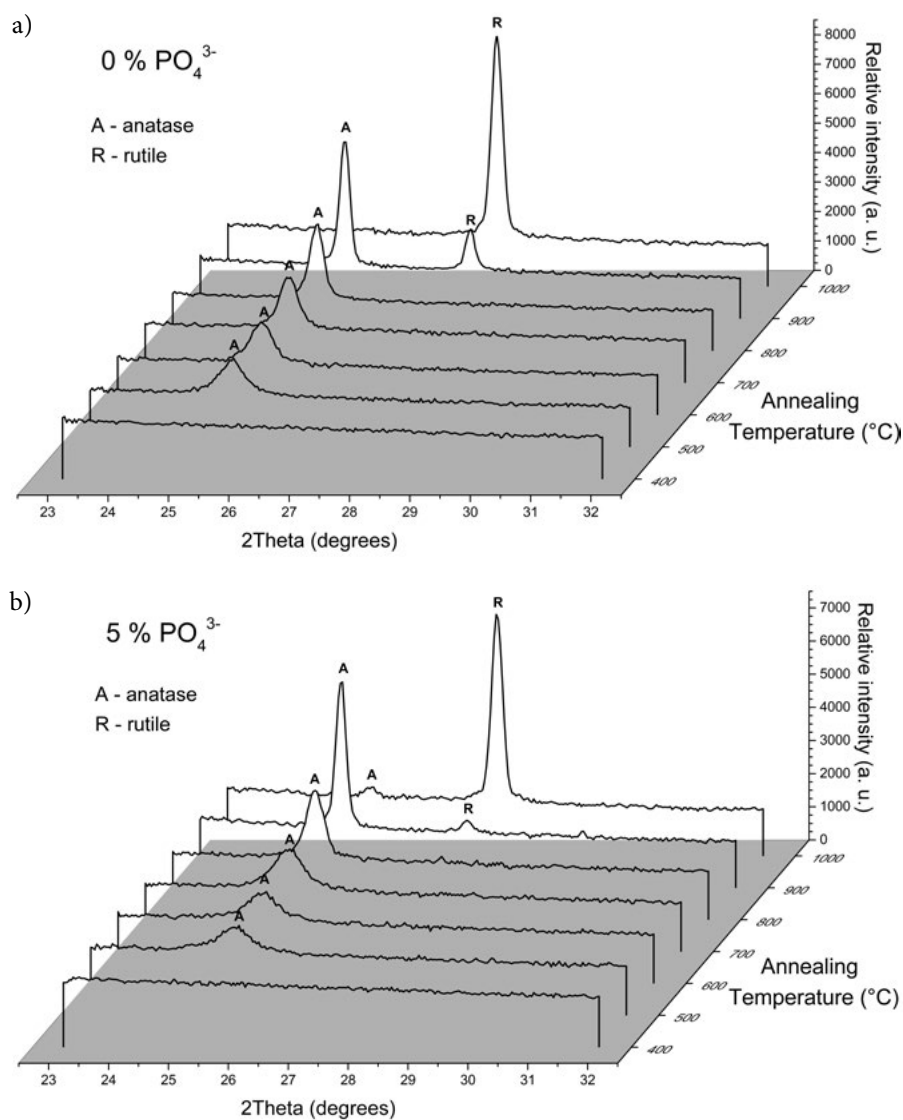 a)
0 % PO₄³⁻
A - anatase
R - rutile
R
A
R
A
A
A
A
8000
7000
6000
5000
4000
3000
2000
1000
0
Relative intensity (a. u.)
1000
900
800
700
600
500
400
Annealing
Temperature (°C)
23 24 25 26 27 28 29 30 31 32
2Theta (degrees)
b)
5 % PO₄³⁻
A - anatase
R - rutile
R
A
A
A
R
A
A
A
7000
6000
5000
4000
3000
2000
1000
0
Relative intensity (a. u.)
1000
900
800
700
600
500
400
Annealing
Temperature (°C)
23 24 25 26 27 28 29 30 31 32
2Theta (degrees)